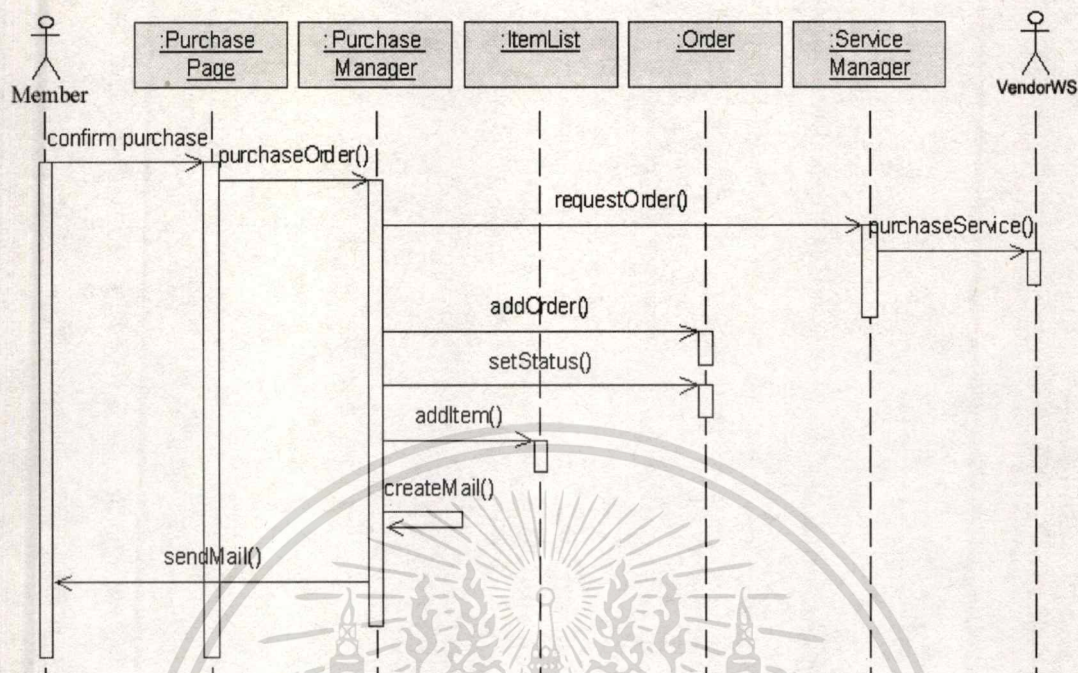 :Purchase
Page
:Purchase
Manager
:ItemList
:Order
:Service
Manager
Member
VendorWS
confirm purchase
purchaseOrder()
requestOrder()
purchaseService()
addOrder()
setStatus()
addItem()
createMail()
sendMail()